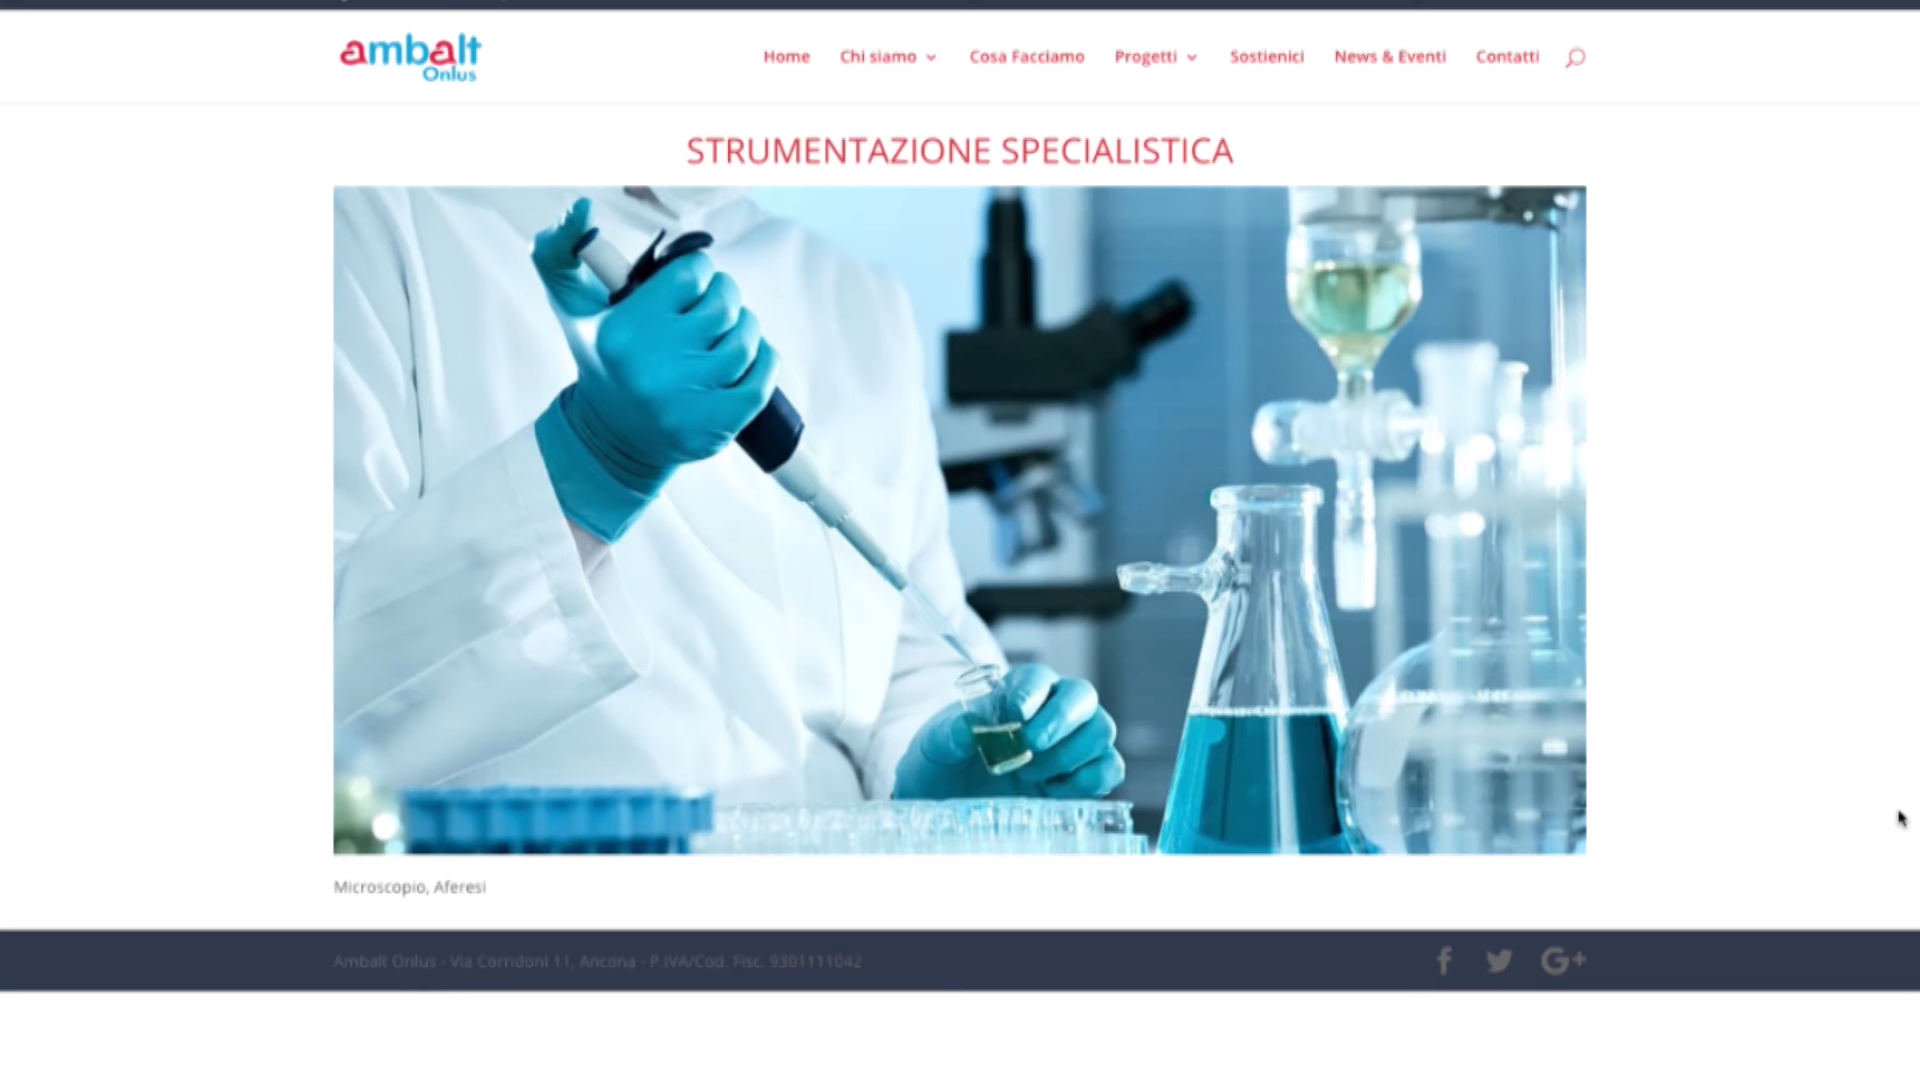 ambalt
Onlus
Home Chi siamo Cosa Facciamo Progetti Sostienici News & Eventi Contatti
STRUMENTAZIONE SPECIALISTICA
Microscopio, Aferesi
Ambalt Onlus - Via Corridoni 11, Ancona - P.IVA/Cod. Fisc. 9301111042
G+